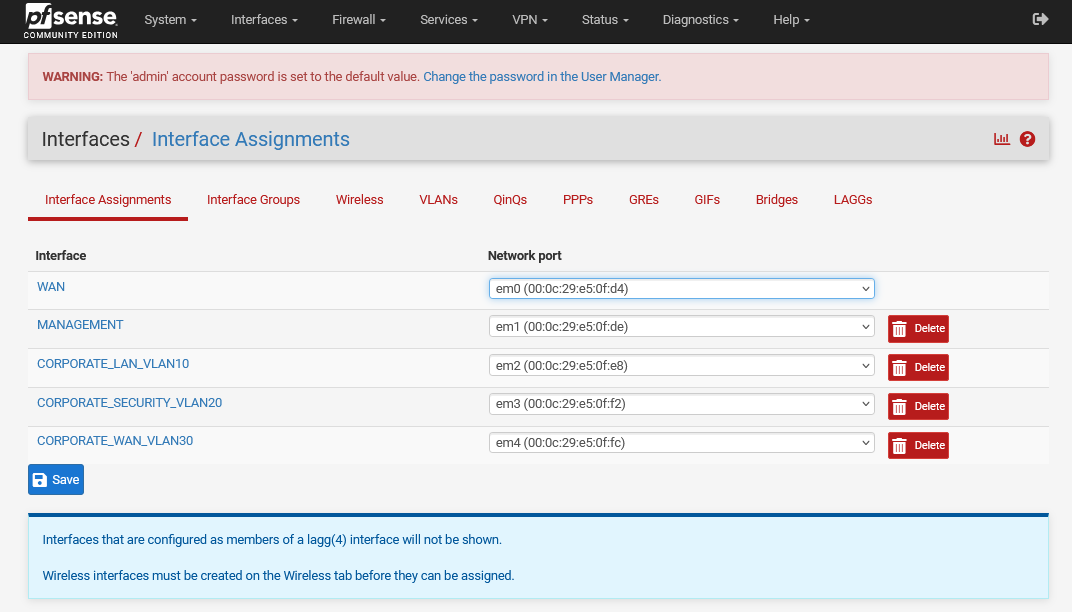 pfsense
COMMUNITY EDITION
System Interfaces Firewall Services VPN Status Diagnostics Help
WARNING: The 'admin' account password is set to the default value. Change the password in the User Manager.
Interfaces / Interface Assignments
Interface Assignments Interface Groups Wireless VLANs QinQs PPPs GREs GIFs Bridges LAGGs
Interface Network port
WAN em0 (00:0c:29:e5:0f:d4)
MANAGEMENT em1 (00:0c:29:e5:0f:de) Delete
CORPORATE_LAN_VLAN10 em2 (00:0c:29:e5:0f:e8) Delete
CORPORATE_SECURITY_VLAN20 em3 (00:0c:29:e5:0f:f2) Delete
CORPORATE_WAN_VLAN30 em4 (00:0c:29:e5:0f:fc) Delete
Save
Interfaces that are configured as members of a lagg(4) interface will not be shown.
Wireless interfaces must be created on the Wireless tab before they can be assigned.